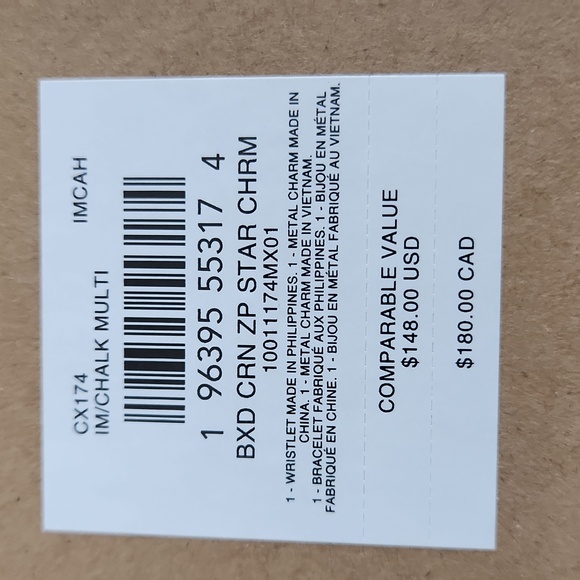 CX174 IMCAH
IM/CHALK MULTI
1 96395 55317 4
BXD CRN ZP STAR CHRM
10011174MX01
1 - WRISTLET MADE IN PHILIPPINES. 1 - METAL CHARM MADE IN
CHINA. 1 - METAL CHARM MADE IN VIETNAM.
1 - BRACELET FABRIQUÉ AUX PHILIPPINES. 1 - BIJOU EN MÉTAL
FABRIQUÉ EN CHINE. 1 - BIJOU EN MÉTAL FABRIQUÉ AU VIETNAM.
COMPARABLE VALUE
$148.00 USD
$180.00 CAD